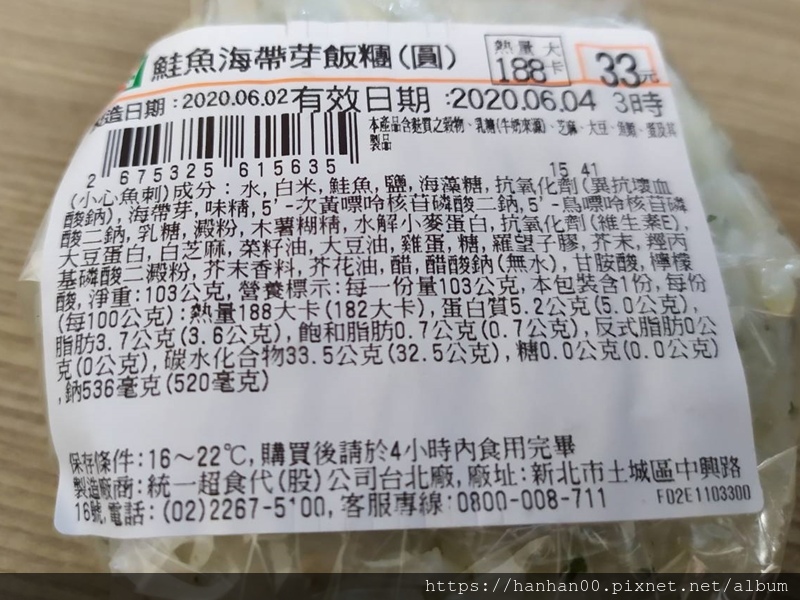 鮭魚海帶芽飯糰(圓)
熱量 大卡
188
33元
製造日期:2020.06.02 有效日期:2020.06.04 3時
本產品含麩質之穀物、乳糖(牛奶來源)、芝麻、大豆、魚類、蛋及其
製品
2 675325 615635
15 41
(小心魚刺)成分:水,白米,鮭魚,鹽,海藻糖,抗氧化劑(異抗壞血
酸鈉),海帶芽,味精,5'-次黃嘌呤核苷磷酸二鈉,5'-鳥嘌呤核苷磷
酸二鈉,乳糖,澱粉,木薯糊精,水解小麥蛋白,抗氧化劑(維生素E),
大豆蛋白,白芝麻,菜籽油,大豆油,雞蛋,糖,羅望子膠,芥末,羥丙
基磷酸二澱粉,芥末香料,芥花油,醋,醋酸鈉(無水),甘胺酸,檸檬
酸,淨重:103公克,營養標示:每一份量103公克,本包裝含1份,每份
(每100公克):熱量188大卡(182大卡),蛋白質5.2公克(5.0公克),
脂肪3.7公克(3.6公克),飽和脂肪0.7公克(0.7公克),反式脂肪0公
克(0公克),碳水化合物33.5公克(32.5公克),糖0.0公克(0.0公克)
,鈉536毫克(520毫克)
保存條件:16～22℃,購買後請於4小時內食用完畢
製造廠商:統一超食代(股)公司台北廠,廠址:新北市土城區中興路
16號,電話:(02)2267-5100,客服專線:0800-008-711
F02E1103300
https://hanhan00.pixnet.net/album